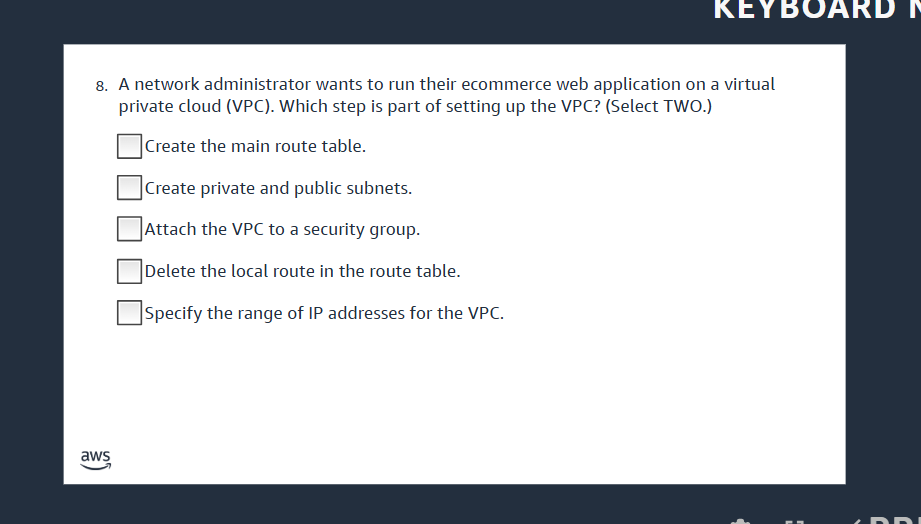 KEYBOARD
8. A network administrator wants to run their ecommerce web application on a virtual
private cloud (VPC). Which step is part of setting up the VPC? (Select TWO.)
Create the main route table.
Create private and public subnets.
Attach the VPC to a security group.
Delete the local route in the route table.
Specify the range of IP addresses for the VPC.
aws